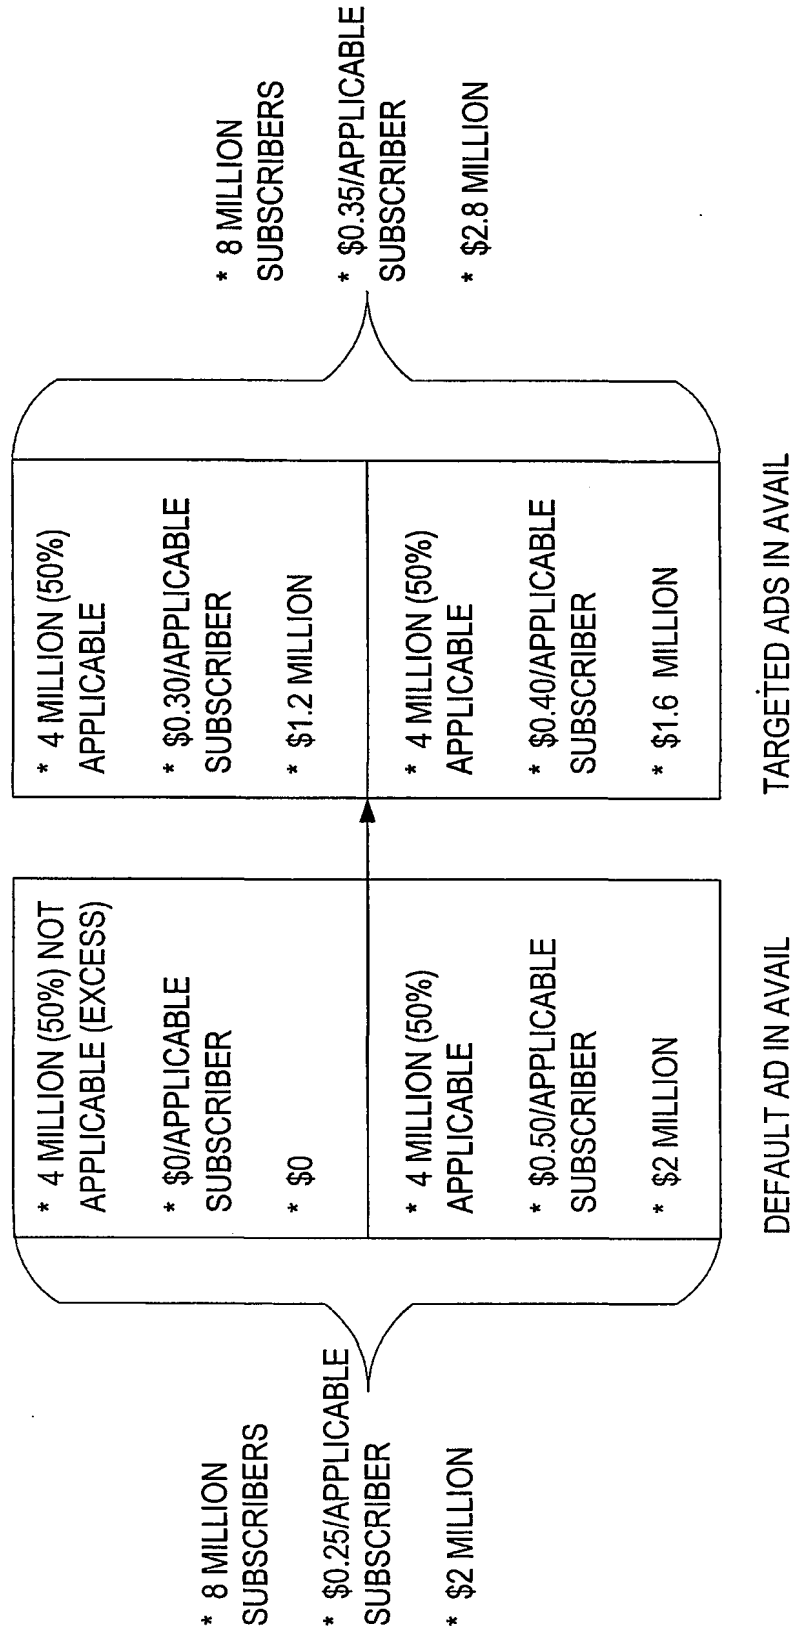 * 8 MILLION
SUBSCRIBERS
* $0.25/APPLICABLE
SUBSCRIBER
* $2 MILLION
* 4 MILLION (50%) NOT
APPLICABLE (EXCESS)
* $0/APPLICABLE
SUBSCRIBER
* $0
* 4 MILLION (50%)
APPLICABLE
* $0.50/APPLICABLE
SUBSCRIBER
* $2 MILLION
DEFAULT AD IN AVAIL
* 4 MILLION (50%)
APPLICABLE
* $0.30/APPLICABLE
SUBSCRIBER
* $1.2 MILLION
* 4 MILLION (50%)
APPLICABLE
* $0.40/APPLICABLE
SUBSCRIBER
* $1.6 MILLION
TARGETED ADS IN AVAIL
* 8 MILLION
SUBSCRIBERS
* $0.35/APPLICABLE
SUBSCRIBER
* $2.8 MILLION